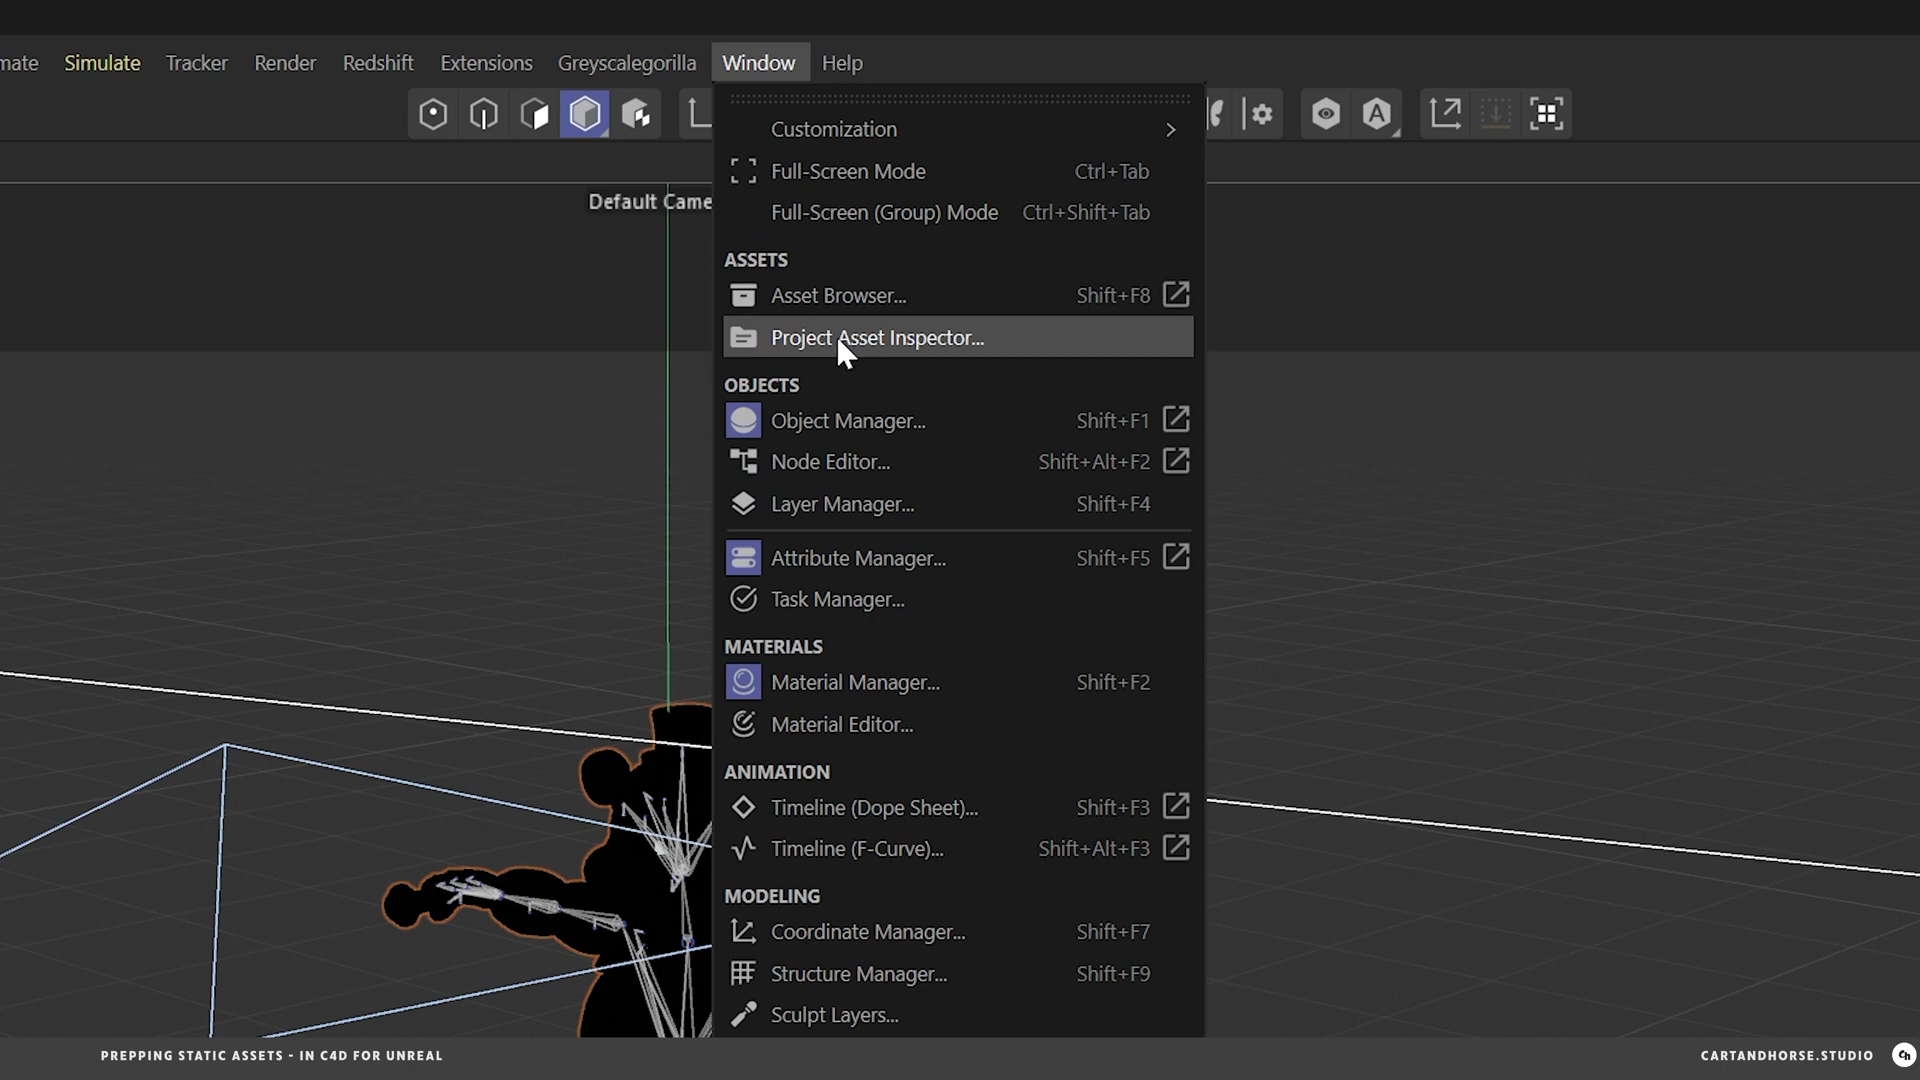 mate Simulate Tracker Render Redshift Extensions Greyscalegorilla Window Help
Customization
Full-Screen Mode Ctrl+Tab
Default Came
Full-Screen (Group) Mode Ctrl+Shift+Tab
ASSETS
Asset Browser... Shift+F8
Project Asset Inspector...
OBJECTS
Object Manager... Shift+F1
Node Editor... Shift+Alt+F2
Layer Manager... Shift+F4
Attribute Manager... Shift+F5
Task Manager...
MATERIALS
Material Manager... Shift+F2
Material Editor...
ANIMATION
Timeline (Dope Sheet)... Shift+F3
Timeline (F-Curve)... Shift+Alt+F3
MODELING
Coordinate Manager... Shift+F7
Structure Manager... Shift+F9
Sculpt Layers...
PREPPING STATIC ASSETS - IN C4D FOR UNREAL
CARTANDHORSE.STUDIO